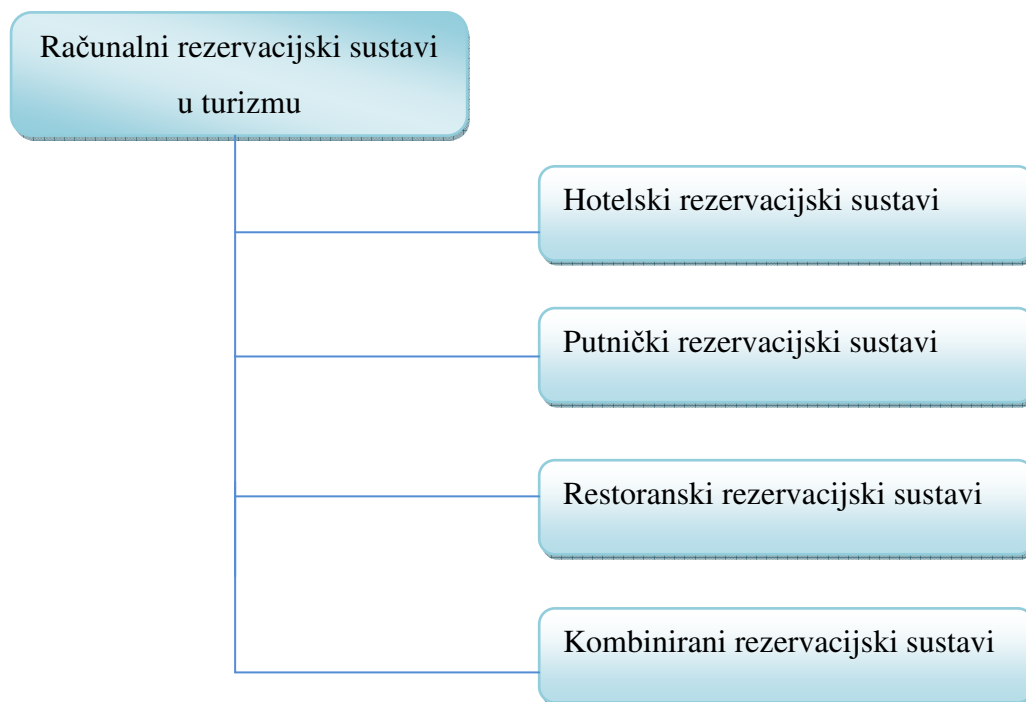 Računalni rezervacijski sustavi
u turizmu
Hotelski rezervacijski sustavi
Putnički rezervacijski sustavi
Restoranski rezervacijski sustavi
Kombinirani rezervacijski sustavi